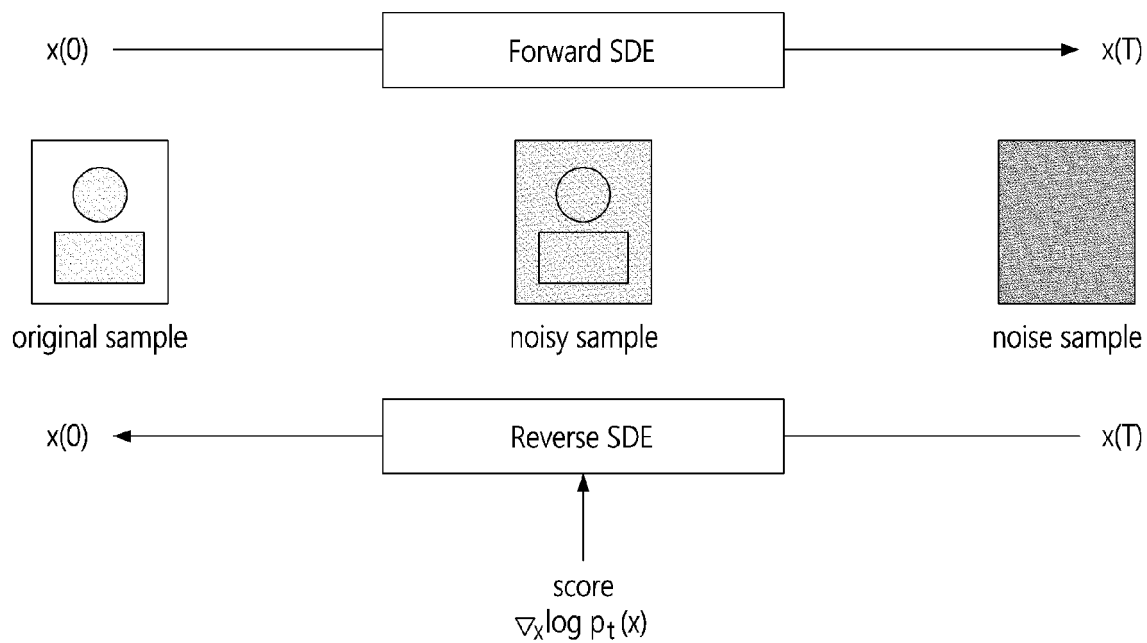 x(0) Forward SDE x(T)
original sample noisy sample noise sample
x(0) Reverse SDE x(T)
score
∇x log pt(x)